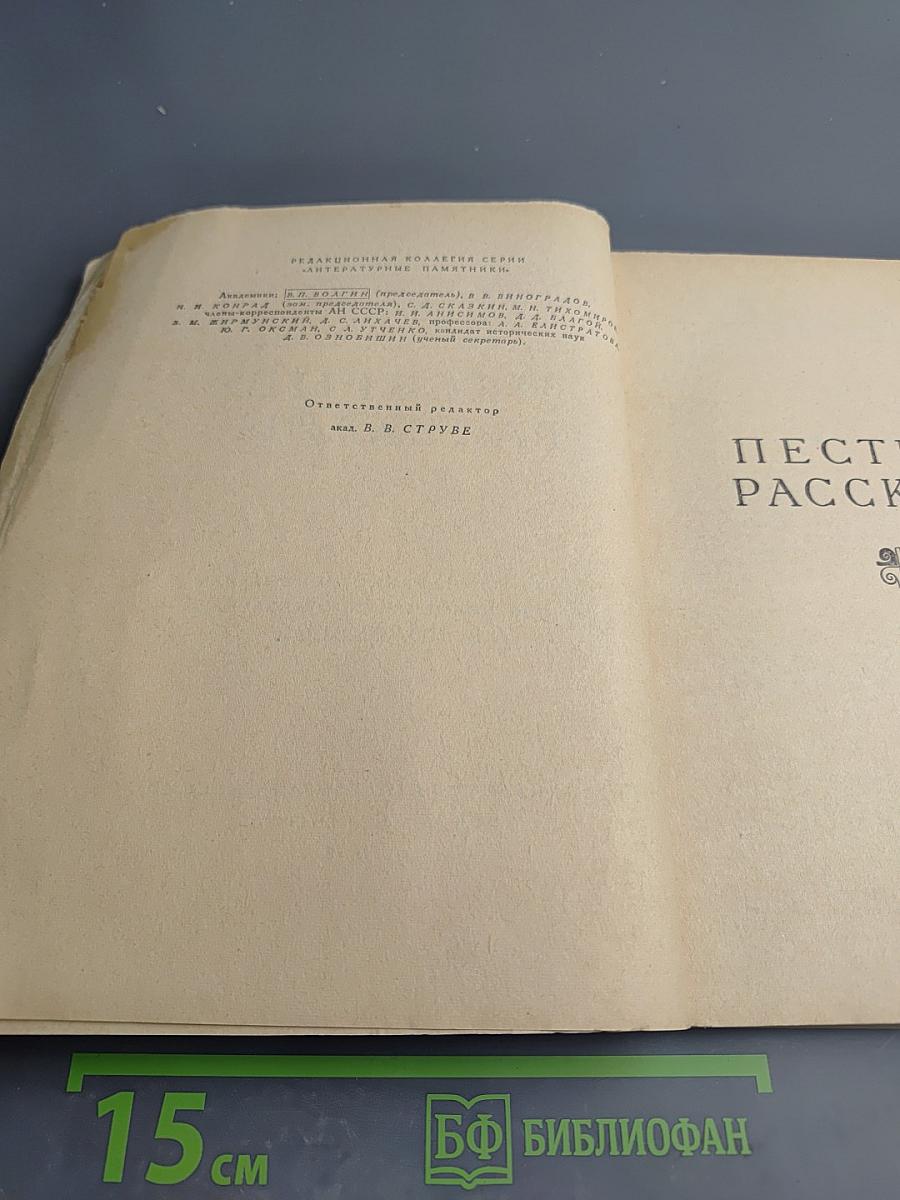 РЕДАКЦИОННАЯ КОЛЛЕГИЯ СЕРИИ
«ЛИТЕРАТУРНЫЕ ПАМЯТНИКИ»
Академики: В. П. ВОЛГИН (председатель), В. В. ВИНОГРАДОВ,
Н. И. КОНРАД (зам. председателя), С. Д. СКАЗКИН, М. Н. ТИХОМИРОВ,
члены-корреспонденты АН СССР: И. И. АНИСИМОВ, Д. Д. БЛАГОЙ,
В. М. ЖИРМУНСКИЙ, Д. С. ЛИХАЧЕВ, профессора: А. А. ЕЛИСТРАТОВА,
Ю. Г. ОКСМАН, С. Л. УТЧЕНКО, кандидат исторических наук
Д. В. ОЗНОБИШИН (ученый секретарь).
Ответственный редактор
акад. В. В. СТРУВЕ
ПЕСТ
РАССК
15 см
БФ БИБЛИОФАН